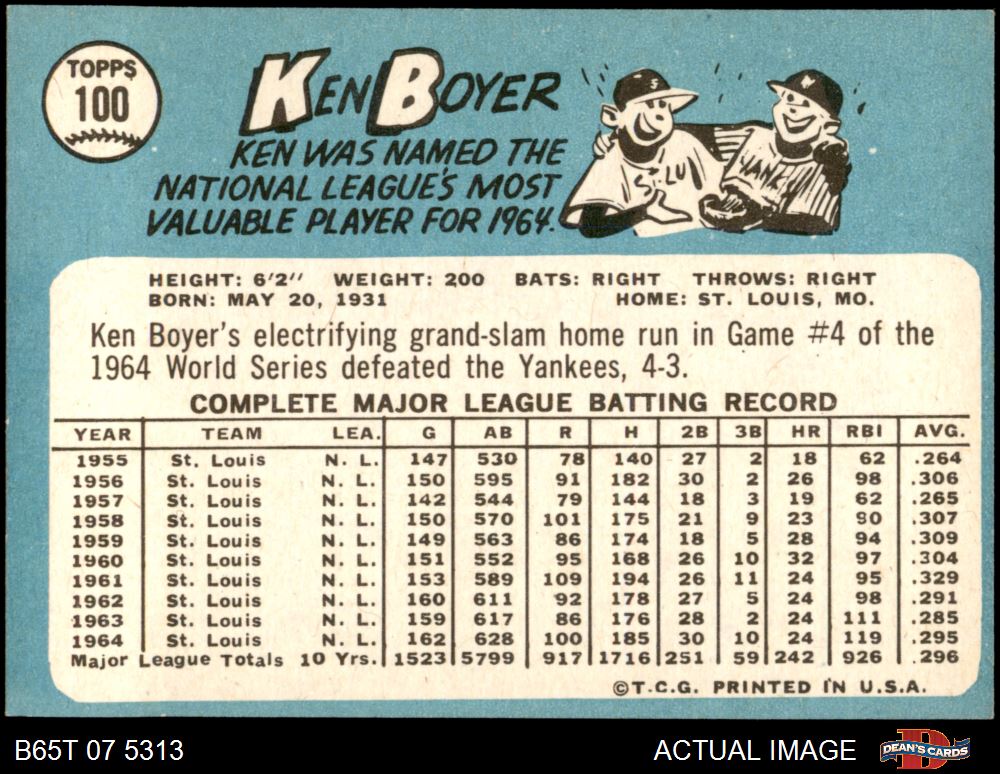 TOPPS
100
KEN BOYER
KEN WAS NAMED THE
NATIONAL LEAGUE'S MOST
VALUABLE PLAYER FOR 1964.
S
ST. LU
YANKS
HEIGHT: 6'2" WEIGHT: 200 BATS: RIGHT THROWS: RIGHT
BORN: MAY 20, 1931 HOME: ST. LOUIS, MO.
Ken Boyer's electrifying grand-slam home run in Game #4 of the
1964 World Series defeated the Yankees, 4-3.
COMPLETE MAJOR LEAGUE BATTING RECORD
YEAR TEAM LEA. G AB R H 2B 3B HR RBI AVG.
1955 St. Louis N. L. 147 530 78 140 27 2 18 62 .264
1956 St. Louis N. L. 150 595 91 182 30 2 26 98 .306
1957 St. Louis N. L. 142 544 79 144 18 3 19 62 .265
1958 St. Louis N. L. 150 570 101 175 21 9 23 90 .307
1959 St. Louis N. L. 149 563 86 174 18 5 28 94 .309
1960 St. Louis N. L. 151 552 95 168 26 10 32 97 .304
1961 St. Louis N. L. 153 589 109 194 26 11 24 95 .329
1962 St. Louis N. L. 160 611 92 178 27 5 24 98 .291
1963 St. Louis N. L. 159 617 86 176 28 2 24 111 .285
1964 St. Louis N. L. 162 628 100 185 30 10 24 119 .295
Major League Totals 10 Yrs. 1523 5799 917 1716 251 59 242 926 .296
©T.C.G. PRINTED IN U.S.A.
B65T 07 5313 ACTUAL IMAGE
DEAN'S CARDS